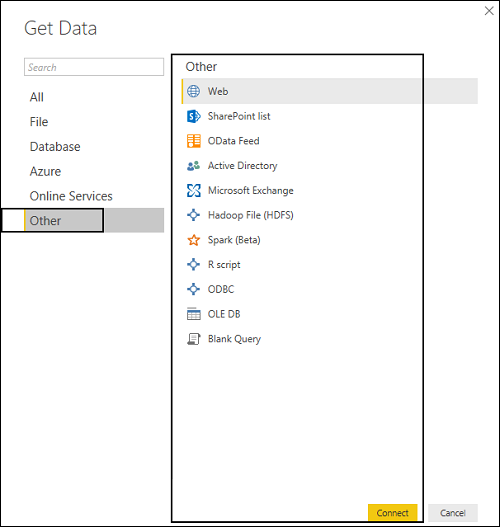 Get Data
Search
All
File
Database
Azure
Online Services
Other
Other
Web
SharePoint list
OData Feed
Active Directory
Microsoft Exchange
Hadoop File (HDFS)
Spark (Beta)
R script
ODBC
OLE DB
Blank Query
Connect
Cancel